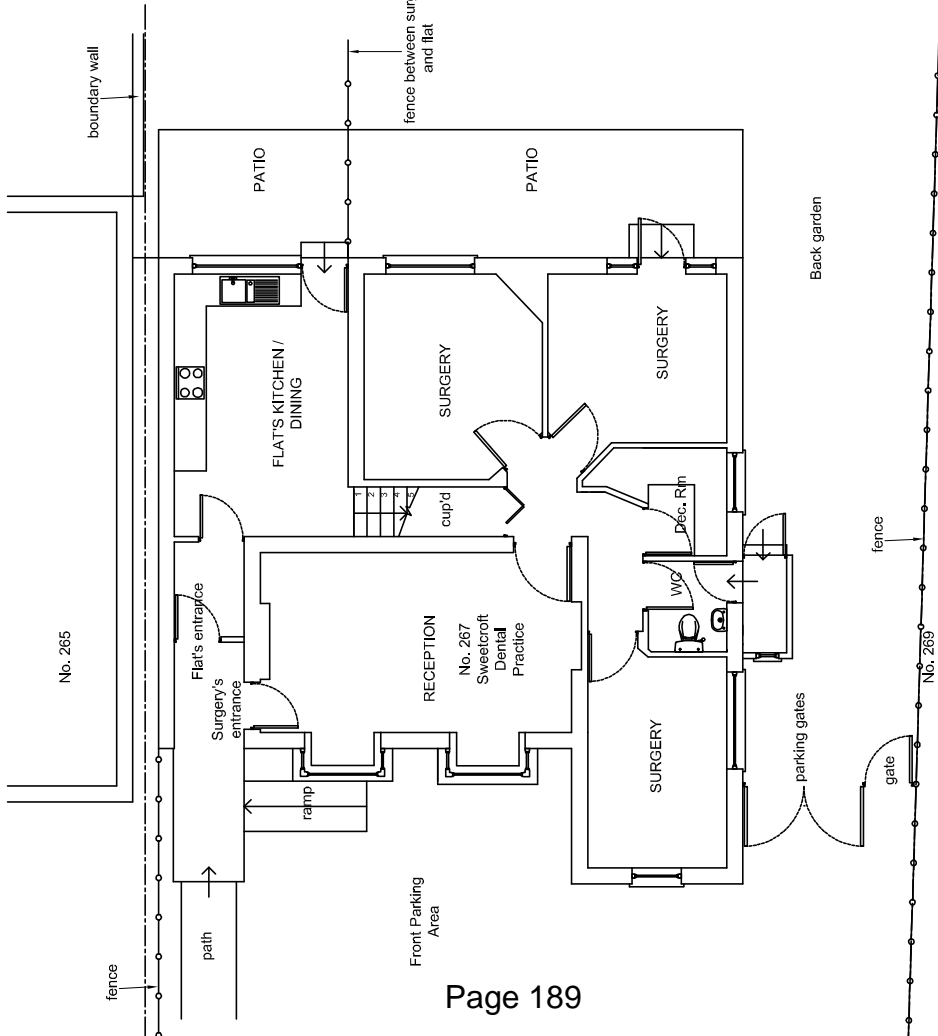 boundary wall
fence between
and flat
PATIO
PATIO
Back garden
FLAT'S KITCHEN /
DINING
SURGERY
SURGERY
1
2
3
4
5
cup'd
Dec. Rm
fence
No. 265
Flat's entrance
Surgery's
entrance
RECEPTION
No. 267
Sweetcroft
Dental
Practice
WC
No. 269
ramp
SURGERY
parking gates
gate
path
Front Parking
Area
fence
Page 189